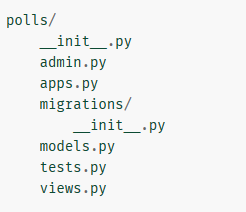 polls/
    __init__.py
    admin.py
    apps.py
    migrations/
        __init__.py
    models.py
    tests.py
    views.py